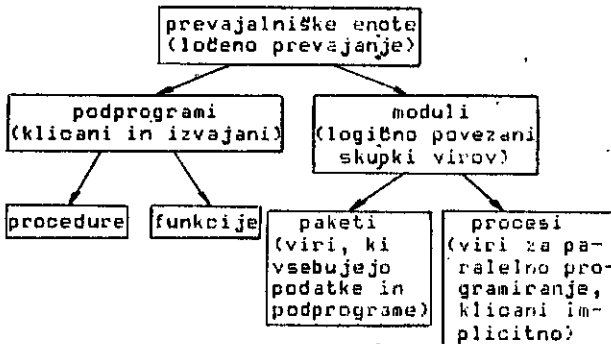 prevajalniške enote
(ločeno prevajanje)
podprogrami
(klicani in izvajani)
moduli
(logično povezani
skupki virov)
procedure
funkcije
paketi
(viri, ki
vsebujejo
podatke in
podprograme)
procesi
(viri za pa-
ralelno pro-
gramiranje,
klicani im-
plicitno)